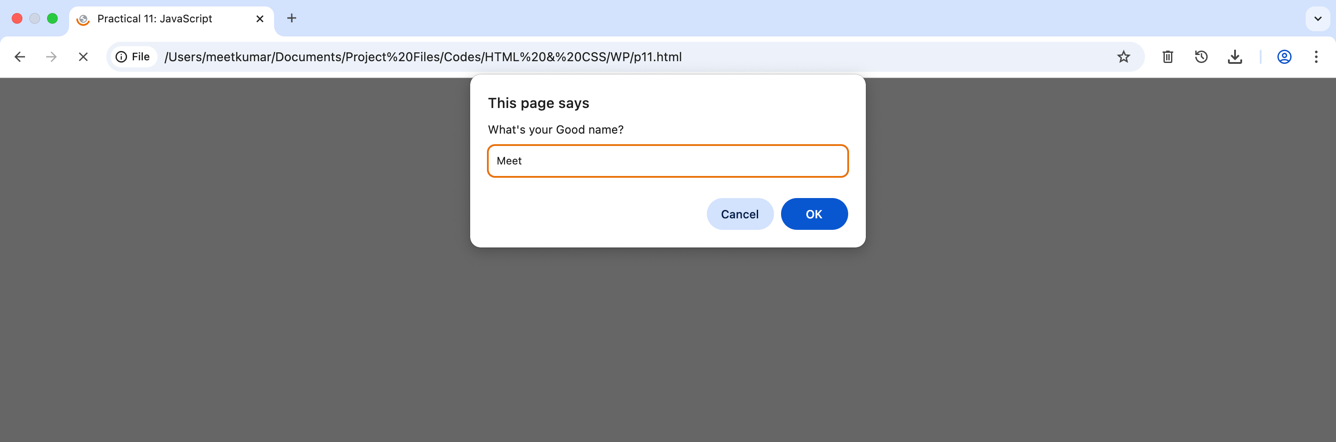 Practical 11: JavaScript
File
/Users/meetkumar/Documents/Project%20Files/Codes/HTML%20&%20CSS/WP/p11.html
This page says
What's your Good name?
Meet
Cancel
OK